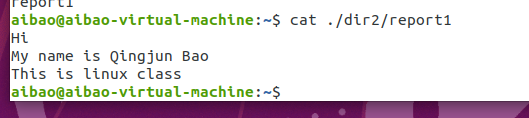 report1
aibao@aibao-virtual-machine:~$ cat ./dir2/report1
Hi
My name is Qingjun Bao
This is linux class
aibao@aibao-virtual-machine:~$